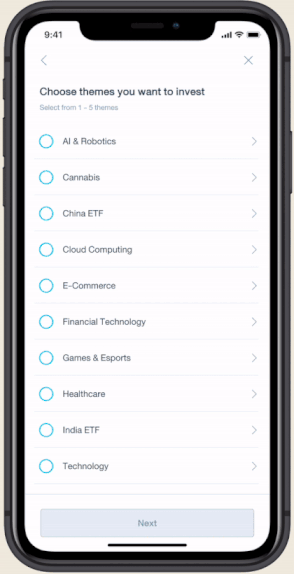 9:41
Choose themes you want to invest
Select from 1 - 5 themes
AI & Robotics
Cannabis
China ETF
Cloud Computing
E-Commerce
Financial Technology
Games & Esports
Healthcare
India ETF
Technology
Next